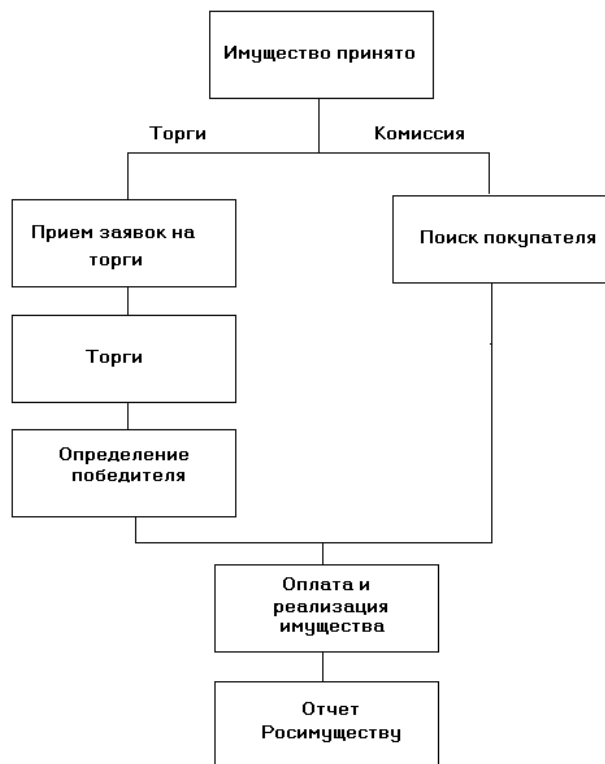 Имущество принято
Торги
Комиссия
Прием заявок на
торги
Поиск покупателя
Торги
Определение
победителя
Оплата и
реализация
имущества
Отчет
Росимуществу